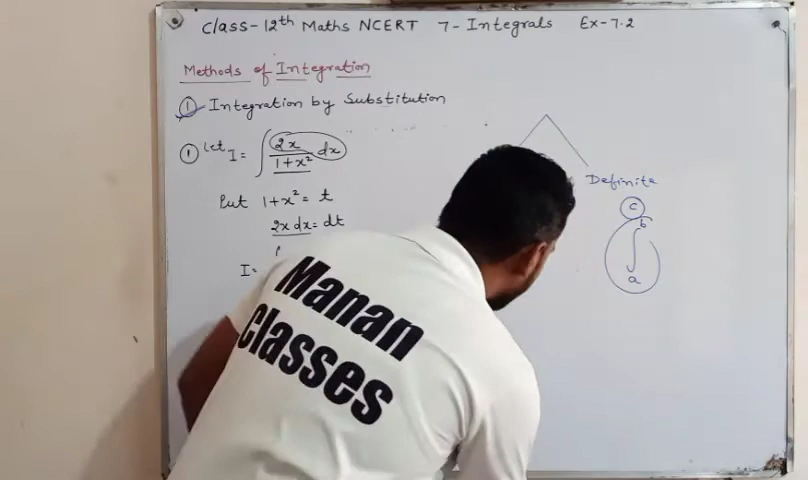 Class-12th Maths NCERT 7-Integrals Ex-7.2
Methods of Integration
① Integration by Substitution
① Let I = ∫ 2x/1+x² dx
Put 1+x² = t
2x dx = dt
I =
Definite
C
b
∫
a
Manan
Classes